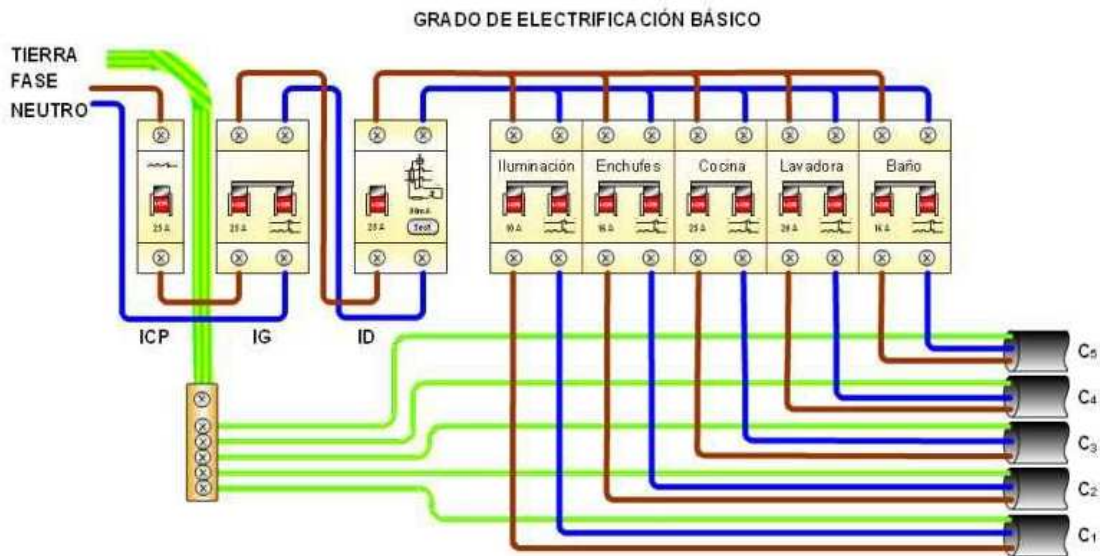 GRADO DE ELECTRIFICACIÓN BÁSICO
TIERRA
FASE
NEUTRO
Iluminación
Enchufes
Cocina
Lavadora
Baño
25 A
25 A
25 A
30mA
Test
10 A
16 A
25 A
20 A
16 A
ICP
IG
ID
C5
C4
C3
C2
C1